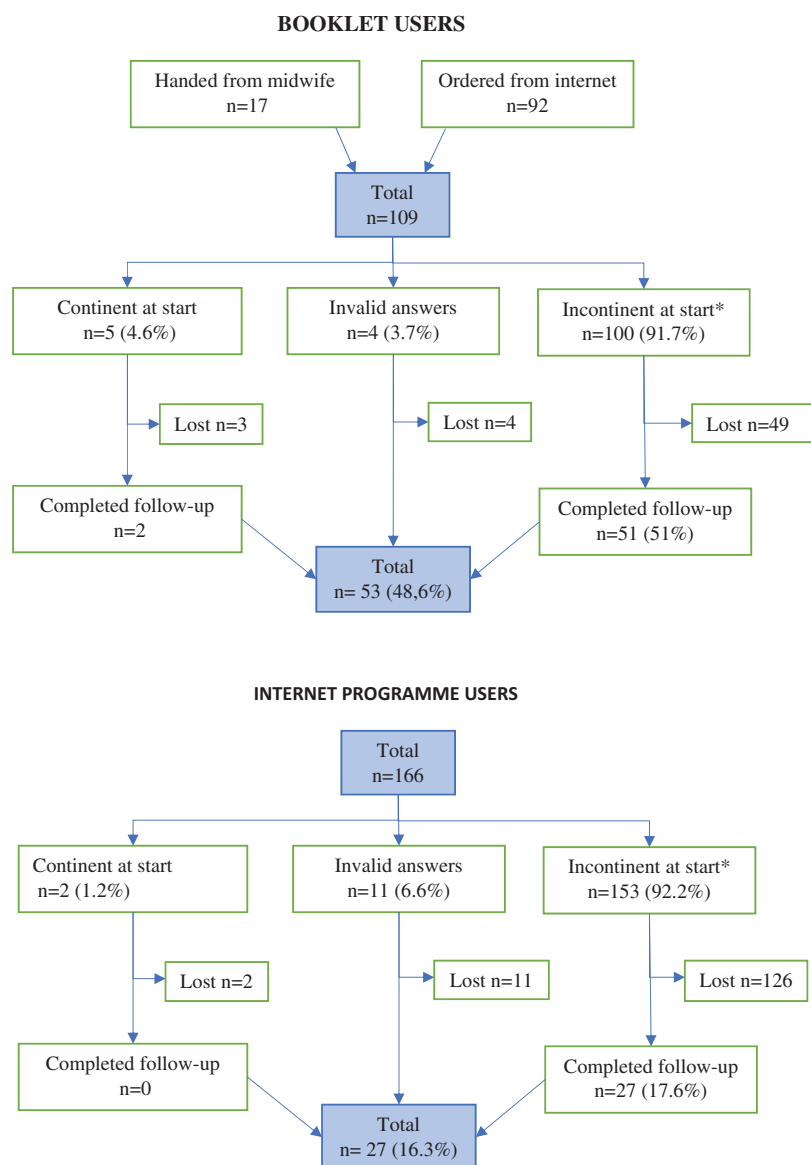 BOOKLET USERS
Handed from midwife
n=17
Ordered from internet
n=92
Total
n=109
Continent at start
n=5 (4.6%)
Invalid answers
n=4 (3.7%)
Incontinent at start*
n=100 (91.7%)
Lost n=3
Lost n=4
Lost n=49
Completed follow-up
n=2
Completed follow-up
n=51 (51%)
Total
n= 53 (48,6%)
INTERNET PROGRAMME USERS
Total
n=166
Continent at start
n=2 (1.2%)
Invalid answers
n=11 (6.6%)
Incontinent at start*
n=153 (92.2%)
Lost n=2
Lost n=11
Lost n=126
Completed follow-up
n=0
Completed follow-up
n=27 (17.6%)
Total
n= 27 (16.3%)